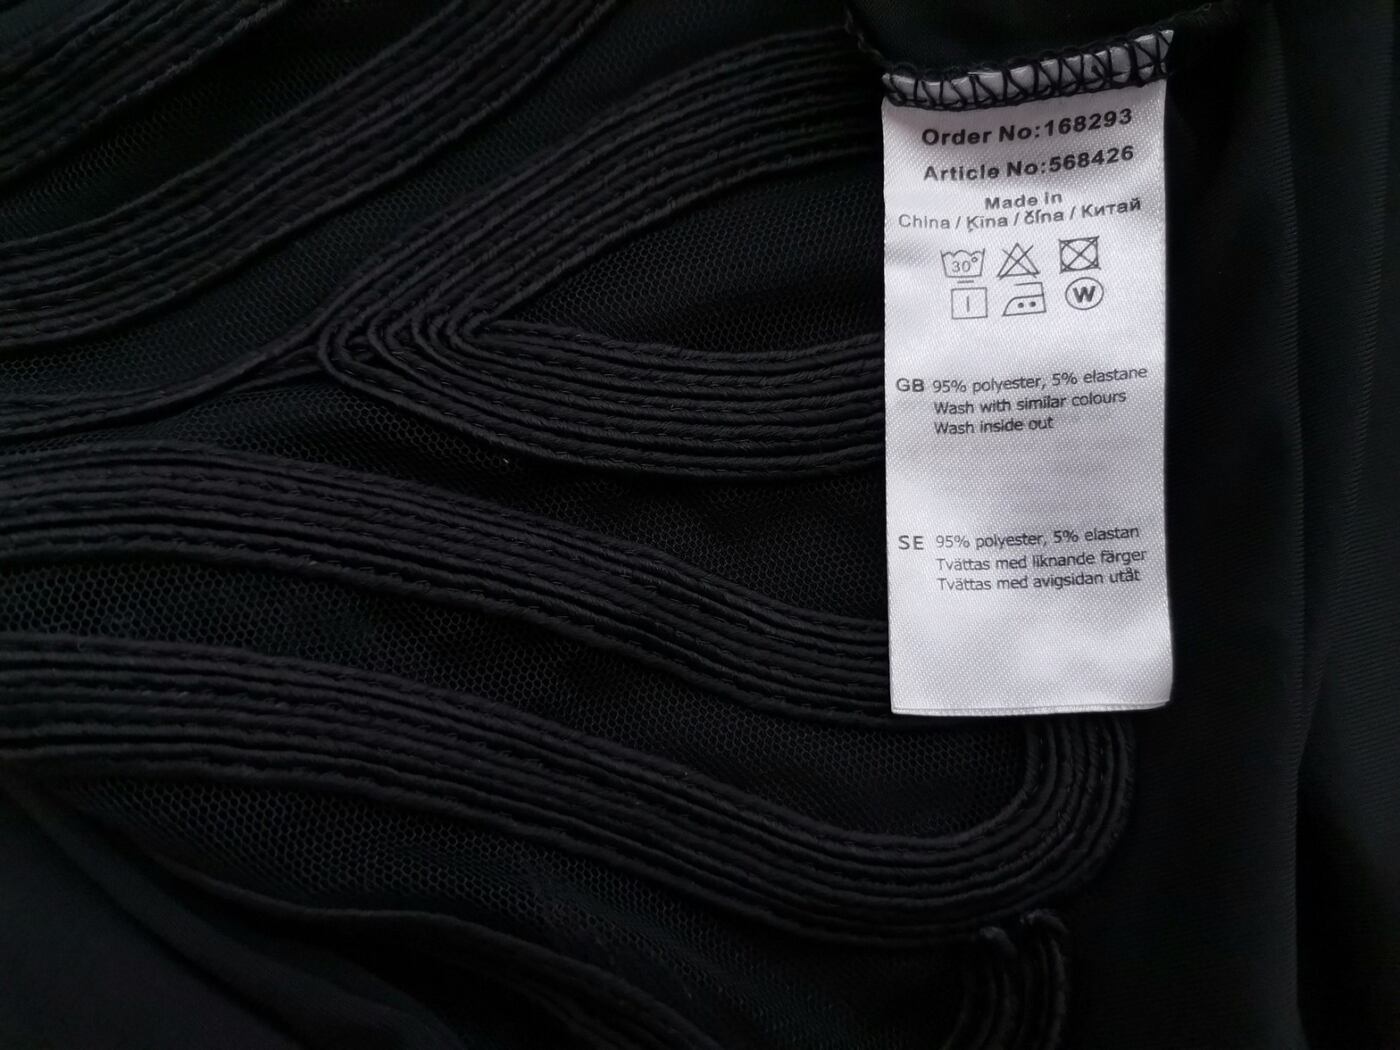 Order No:168293
Article No:568426
Made in
China / Ķīna / Čína / Китай
30°
W
GB 95% polyester, 5% elastane
Wash with similar colours
Wash inside out
SE 95% polyester, 5% elastan
Tvättas med liknande färger
Tvättas med avigsidan utåt